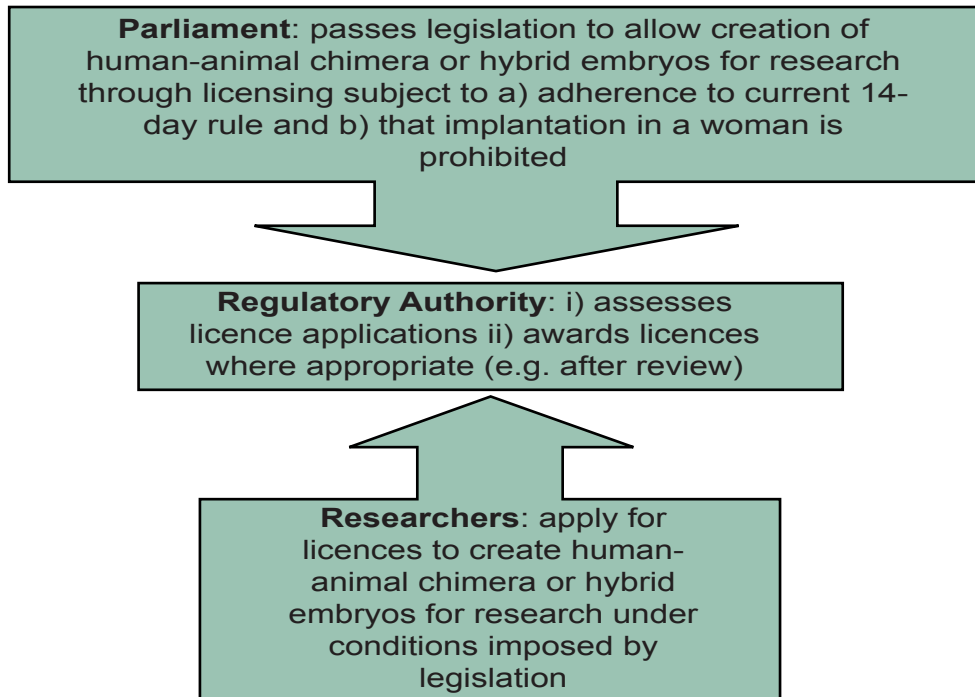 Parliament: passes legislation to allow creation of
human-animal chimera or hybrid embryos for research
through licensing subject to a) adherence to current 14-
day rule and b) that implantation in a woman is
prohibited
Regulatory Authority: i) assesses
licence applications ii) awards licences
where appropriate (e.g. after review)
Researchers: apply for
licences to create human-
animal chimera or hybrid
embryos for research under
conditions imposed by
legislation